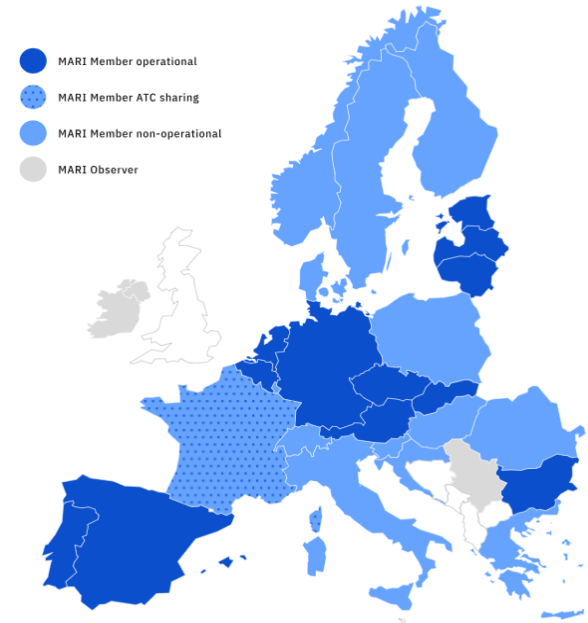 MARI Member operational
MARI Member ATC sharing
MARI Member non-operational
MARI Observer